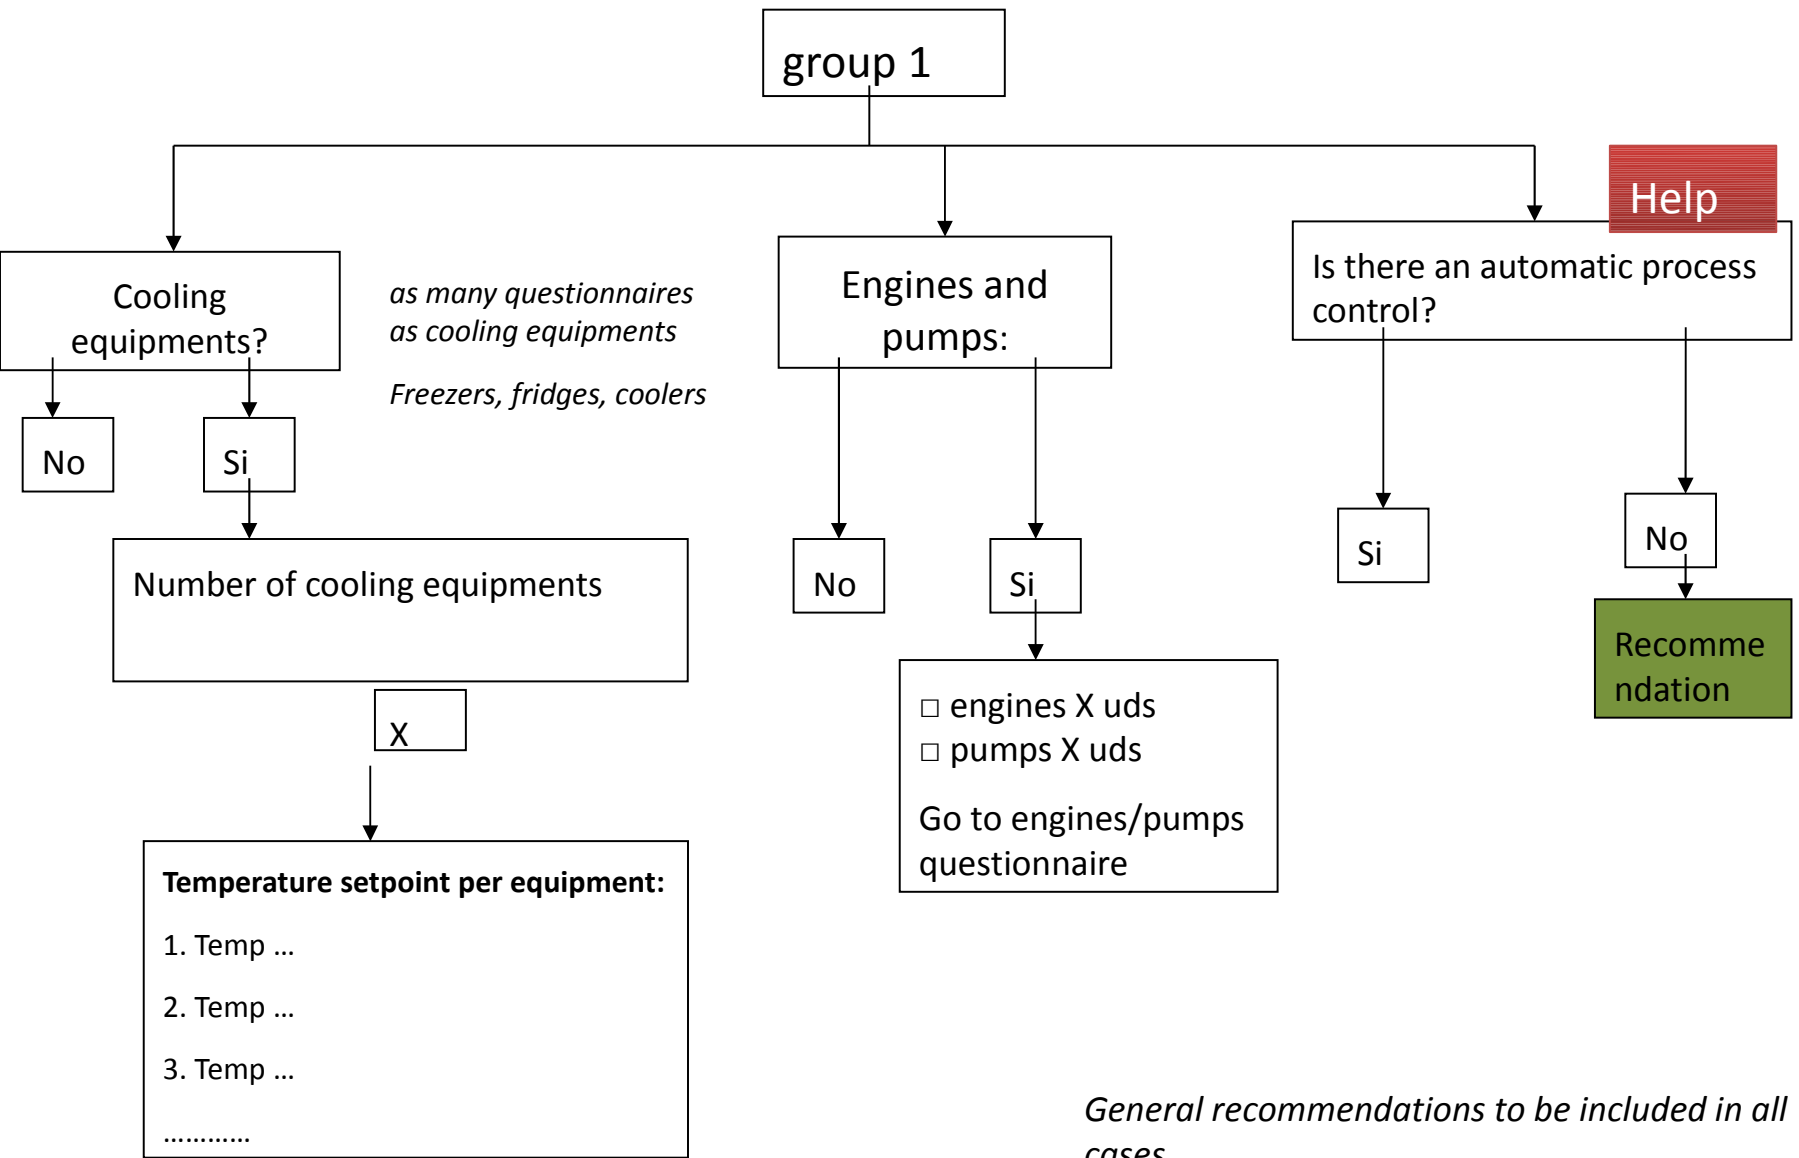 group 1
Help
Cooling
equipments?
as many questionnaires
as cooling equipments
Freezers, fridges, coolers
Engines and
pumps:
Is there an automatic process
control?
No
Si
No
Si
Si
No
Number of cooling equipments
X
□ engines X uds
□ pumps X uds
Go to engines/pumps
questionnaire
Recomme
ndation
Temperature setpoint per equipment:
1. Temp ...
2. Temp ...
3. Temp ...
............
General recommendations to be included in all
cases